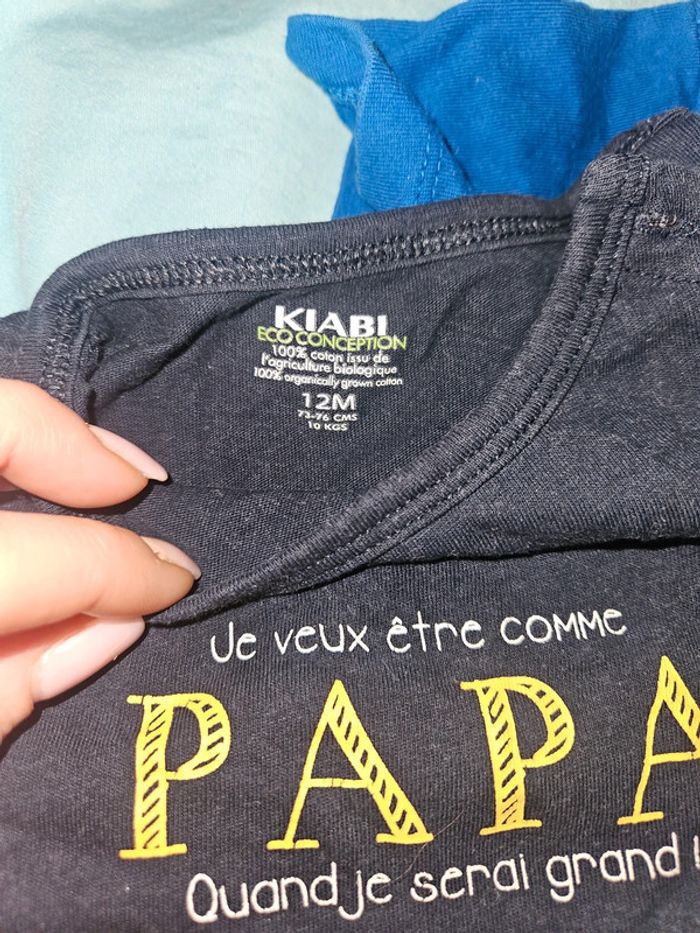 KIABI
ECO CONCEPTION
100% coton issu de
l'agriculture biologique
100% organically grown cotton
12M
73-76 CMS
10 KGS
Je veux être comme
PAPA
Quand je serai grand